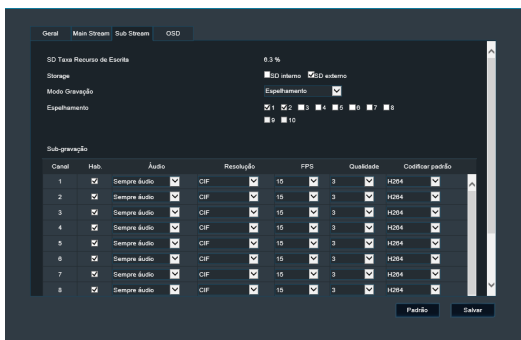 Geral Main Stream Sub Stream OSD
SD Taxa Recurso de Escrita 6.3 %
Storage SD interno SD externo
Modo Gravação Espelhamento
Espelhamento 1 2 3 4 5 6 7 8
9 10
Sub-gravação
Canal Hab. Áudio Resolução FPS Qualidade Codificar padrão
1 Sempre áudio CIF 15 3 H264
2 Sempre áudio CIF 15 3 H264
3 Sempre áudio CIF 15 3 H264
4 Sempre áudio CIF 15 3 H264
5 Sempre áudio CIF 15 3 H264
6 Sempre áudio CIF 15 3 H264
7 Sempre áudio CIF 15 3 H264
8 Sempre áudio CIF 15 3 H264
Padrão Salvar